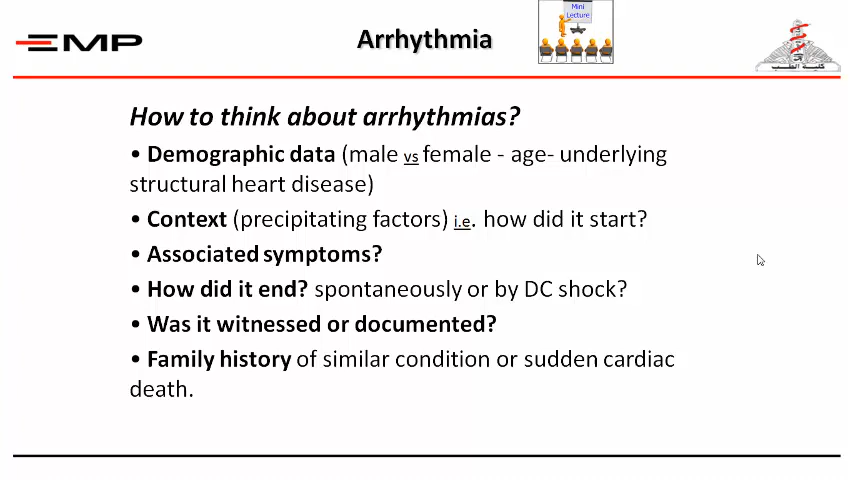 EMP
Arrhythmia
Mini
Lecture
كلية الطب
How to think about arrhythmias?
• Demographic data (male vs female - age- underlying
structural heart disease)
• Context (precipitating factors) i.e. how did it start?
• Associated symptoms?
• How did it end? spontaneously or by DC shock?
• Was it witnessed or documented?
• Family history of similar condition or sudden cardiac
death.